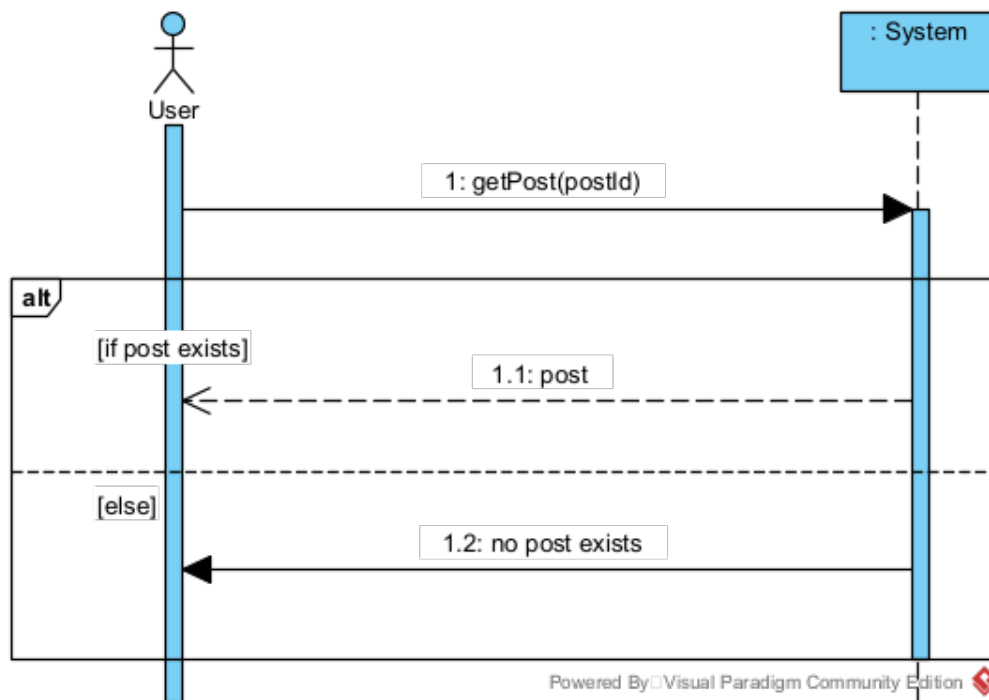 : System
User
1: getPost(postId)
alt
[if post exists]
1.1: post
[else]
1.2: no post exists
Powered By Visual Paradigm Community Edition